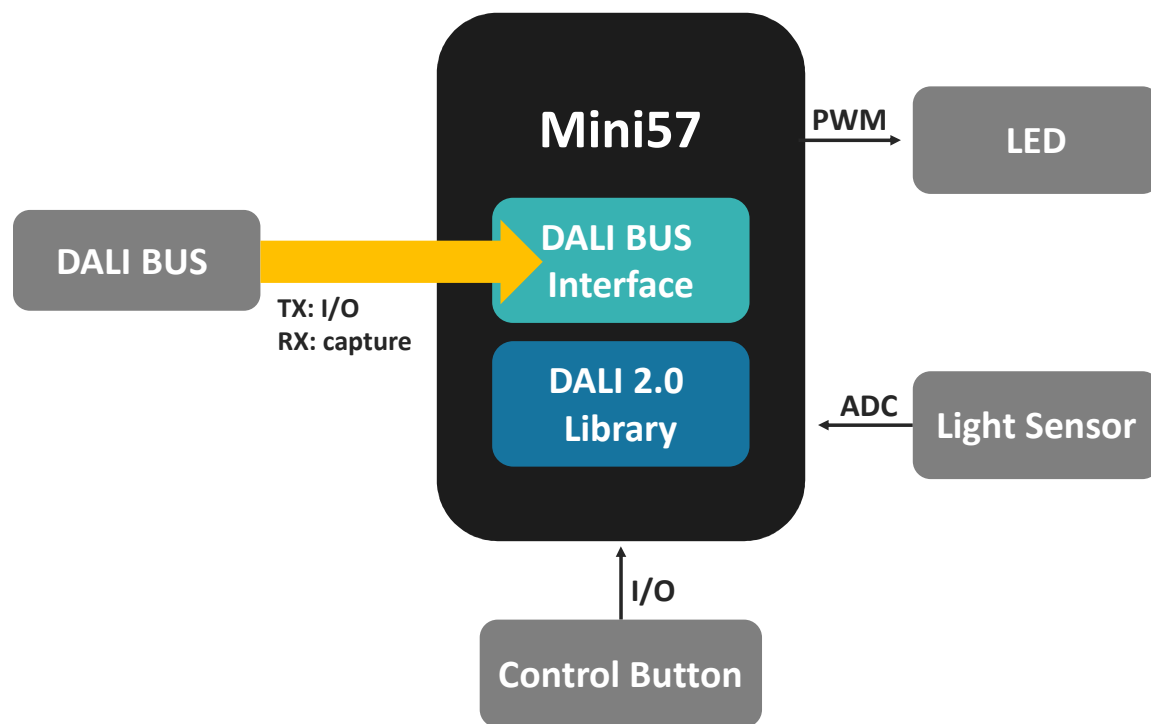 Mini57
PWM
LED
DALI BUS
DALI BUS
Interface
TX: I/O
RX: capture
DALI 2.0
Library
ADC
Light Sensor
I/O
Control Button